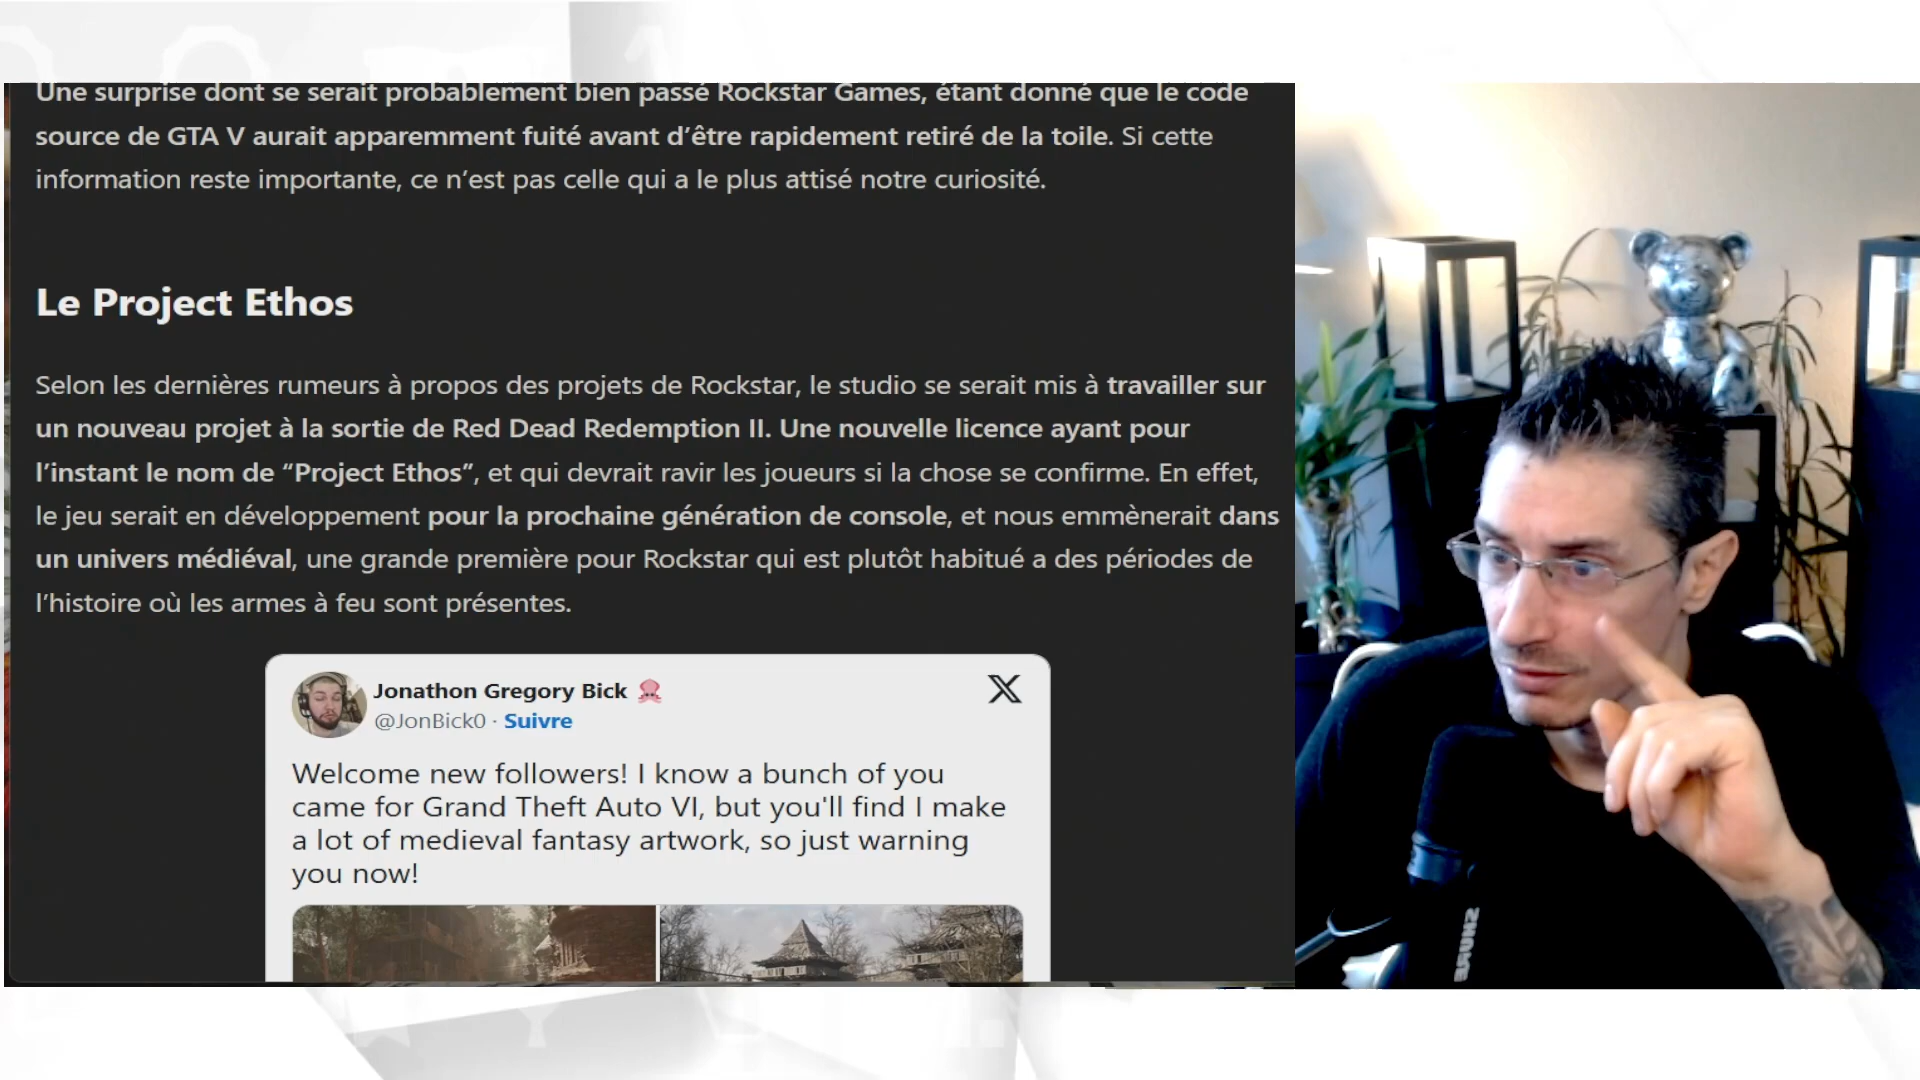 Une surprise dont se serait probablement bien passé Rockstar Games, étant donné que le code
source de GTA V aurait apparemment fuité avant d’être rapidement retiré de la toile. Si cette
information reste importante, ce n’est pas celle qui a le plus attisé notre curiosité.
Le Project Ethos
Selon les dernières rumeurs à propos des projets de Rockstar, le studio se serait mis à travailler sur
un nouveau projet à la sortie de Red Dead Redemption II. Une nouvelle licence ayant pour
l’instant le nom de “Project Ethos”, et qui devrait ravir les joueurs si la chose se confirme. En effet,
le jeu serait en développement pour la prochaine génération de console, et nous emmènerait dans
un univers médiéval, une grande première pour Rockstar qui est plutôt habitué a des périodes de
l’histoire où les armes à feu sont présentes.
Jonathon Gregory Bick
@JonBick0 · Suivre
Welcome new followers! I know a bunch of you
came for Grand Theft Auto VI, but you'll find I make
a lot of medieval fantasy artwork, so just warning
you now!
SHURE